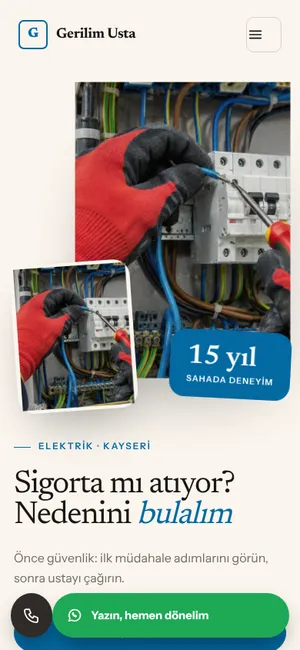 G Gerilim Usta
15 yıl
SAHADA DENEYİM
ELEKTRİK · KAYSERİ
Sigorta mı atıyor?
Nedenini bulalım
Önce güvenlik: ilk müdahale adımlarını görün,
sonra ustayı çağırın.
Yazın, hemen dönelim